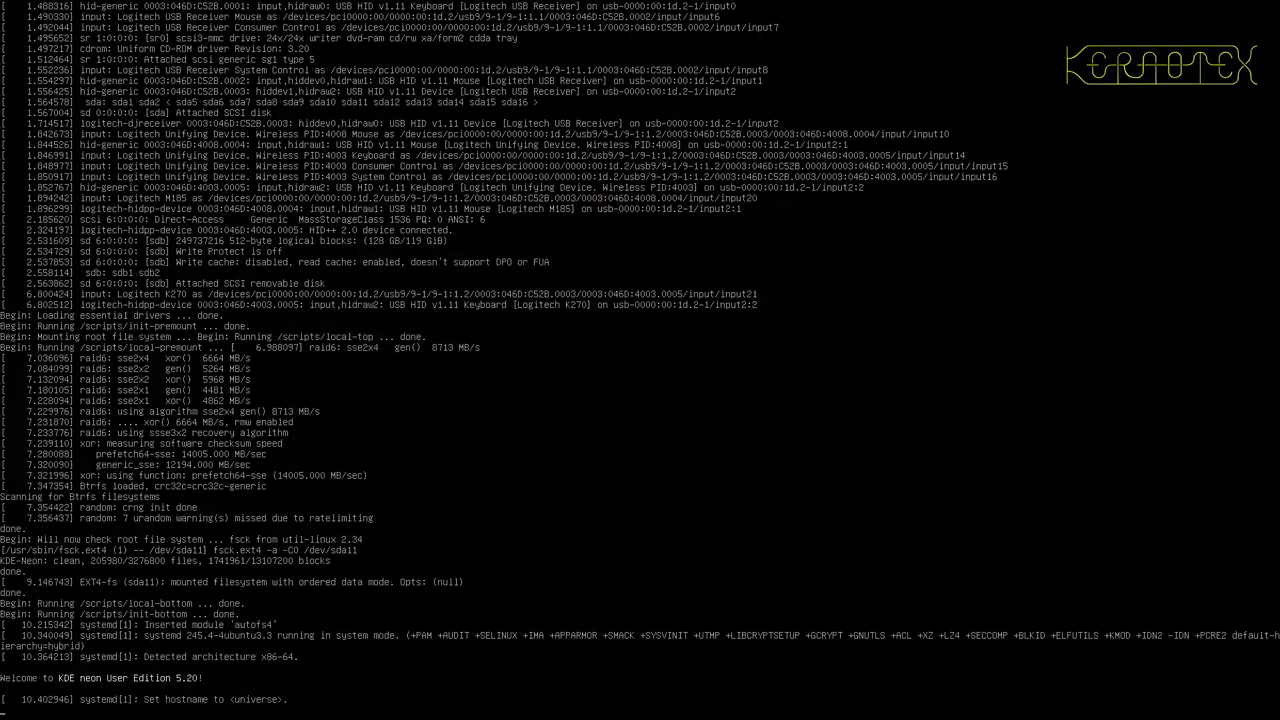 [    1.488316] hid-generic 0003:046D:C52B.0001: input,hidraw0: USB HID v1.11 Keyboard [Logitech USB Receiver] on usb-0000:00:1d.2-1/input0
[    1.490330] input: Logitech USB Receiver Mouse as /devices/pci0000:00/0000:00:1d.2/usb9/9-1/9-1:1.1/0003:046D:C52B.0002/input/input6
[    1.492044] input: Logitech USB Receiver Consumer Control as /devices/pci0000:00/0000:00:1d.2/usb9/9-1/9-1:1.1/0003:046D:C52B.0002/input/input7
[    1.495752] sr 1:0:0:0: [sr0] scsi3-mmc drive: 24x/24x writer dvd-ram cd/rw xa/form2 cdda tray
[    1.497217] cdrom: Uniform CD-ROM driver Revision: 3.20
[    1.512464] sr 1:0:0:0: Attached scsi generic sg1 type 5
KERNOTEX
[    1.552236] input: Logitech USB Receiver System Control as /devices/pci0000:00/0000:00:1d.2/usb9/9-1/9-1:1.1/0003:046D:C52B.0002/input/input8
[    1.554297] hid-generic 0003:046D:C52B.0002: input,hiddev0,hidraw1: USB HID v1.11 Mouse [Logitech USB Receiver] on usb-0000:00:1d.2-1/input1
[    1.556425] hid-generic 0003:046D:C52B.0003: hiddev1,hidraw2: USB HID v1.11 Device [Logitech USB Receiver] on usb-0000:00:1d.2-1/input2
[    1.564578]  sda: sda1 sda2 < sda5 sda6 sda7 sda8 sda9 sda10 sda11 sda12 sda13 sda14 sda15 sda16 >
[    1.567004] sd 0:0:0:0: [sda] Attached SCSI disk
[    1.714517] logitech-djreceiver 0003:046D:C52B.0003: hiddev0,hidraw1: USB HID v1.11 Device [Logitech USB Receiver] on usb-0000:00:1d.2-1/input2
[    1.842673] input: Logitech Unifying Device. Wireless PID:4008 Mouse as /devices/pci0000:00/0000:00:1d.2/usb9/9-1/9-1:1.2/0003:046D:C52B.0003/0003:046D:4008.0004/input/input10
[    1.844526] hid-generic 0003:046D:4008.0004: input,hidraw1: USB HID v1.11 Mouse [Logitech Unifying Device. Wireless PID:4008] on usb-0000:00:1d.2-1/input2:1
[    1.846991] input: Logitech Unifying Device. Wireless PID:4003 Keyboard as /devices/pci0000:00/0000:00:1d.2/usb9/9-1/9-1:1.2/0003:046D:C52B.0003/0003:046D:4003.0005/input/input14
[    1.848977] input: Logitech Unifying Device. Wireless PID:4003 Consumer Control as /devices/pci0000:00/0000:00:1d.2/usb9/9-1/9-1:1.2/0003:046D:C52B.0003/0003:046D:4003.0005/input/input15
[    1.850917] input: Logitech Unifying Device. Wireless PID:4003 System Control as /devices/pci0000:00/0000:00:1d.2/usb9/9-1/9-1:1.2/0003:046D:C52B.0003/0003:046D:4003.0005/input/input16
[    1.852767] hid-generic 0003:046D:4003.0005: input,hidraw2: USB HID v1.11 Keyboard [Logitech Unifying Device. Wireless PID:4003] on usb-0000:00:1d.2-1/input2:2
[    1.894242] input: Logitech M185 as /devices/pci0000:00/0000:00:1d.2/usb9/9-1/9-1:1.2/0003:046D:C52B.0003/0003:046D:4008.0004/input/input20
[    1.896299] logitech-hidpp-device 0003:046D:4008.0004: input,hidraw1: USB HID v1.11 Mouse [Logitech M185] on usb-0000:00:1d.2-1/input2:1
[    2.185620] scsi 6:0:0:0: Direct-Access     Generic  MassStorageClass 1536 PQ: 0 ANSI: 6
[    2.324197] logitech-hidpp-device 0003:046D:4003.0005: HID++ 2.0 device connected.
[    2.531609] sd 6:0:0:0: [sdb] 249737216 512-byte logical blocks: (128 GB/119 GiB)
[    2.534729] sd 6:0:0:0: [sdb] Write Protect is off
[    2.537853] sd 6:0:0:0: [sdb] Write cache: disabled, read cache: enabled, doesn't support DPO or FUA
[    2.558114]  sdb: sdb1 sdb2
[    2.563862] sd 6:0:0:0: [sdb] Attached SCSI removable disk
[    6.800424] input: Logitech K270 as /devices/pci0000:00/0000:00:1d.2/usb9/9-1/9-1:1.2/0003:046D:C52B.0003/0003:046D:4003.0005/input/input21
[    6.802512] logitech-hidpp-device 0003:046D:4003.0005: input,hidraw2: USB HID v1.11 Keyboard [Logitech K270] on usb-0000:00:1d.2-1/input2:2
Begin: Loading essential drivers ... done.
Begin: Running /scripts/init-premount ... done.
Begin: Mounting root file system ... Begin: Running /scripts/local-top ... done.
Begin: Running /scripts/local-premount ... [    6.988097] raid6: sse2x4   gen()  8713 MB/s
[    7.036096] raid6: sse2x4   xor()  6664 MB/s
[    7.084099] raid6: sse2x2   gen()  5264 MB/s
[    7.132094] raid6: sse2x2   xor()  5968 MB/s
[    7.180105] raid6: sse2x1   gen()  4481 MB/s
[    7.228094] raid6: sse2x1   xor()  4862 MB/s
[    7.229976] raid6: using algorithm sse2x4 gen() 8713 MB/s
[    7.231870] raid6: .... xor() 6664 MB/s, rmw enabled
[    7.233776] raid6: using ssse3x2 recovery algorithm
[    7.239110] xor: measuring software checksum speed
[    7.280088]    prefetch64-sse: 14005.000 MB/sec
[    7.320090]    generic_sse: 12194.000 MB/sec
[    7.321996] xor: using function: prefetch64-sse (14005.000 MB/sec)
[    7.347354] Btrfs loaded, crc32c=crc32c-generic
Scanning for Btrfs filesystems
[    7.354422] random: crng init done
[    7.356437] random: 7 urandom warning(s) missed due to ratelimiting
done.
Begin: Will now check root file system ... fsck from util-linux 2.34
[/usr/sbin/fsck.ext4 (1) -- /dev/sda11] fsck.ext4 -a -C0 /dev/sda11
KDE-Neon: clean, 205980/3276800 files, 1741961/13107200 blocks
done.
[    9.146743] EXT4-fs (sda11): mounted filesystem with ordered data mode. Opts: (null)
done.
Begin: Running /scripts/local-bottom ... done.
Begin: Running /scripts/init-bottom ... done.
[   10.215342] systemd[1]: Inserted module 'autofs4'
[   10.340049] systemd[1]: systemd 245.4-4ubuntu3.3 running in system mode. (+PAM +AUDIT +SELINUX +IMA +APPARMOR +SMACK +SYSVINIT +UTMP +LIBCRYPTSETUP +GCRYPT +GNUTLS +ACL +XZ +LZ4 +SECCOMP +BLKID +ELFUTILS +KMOD +IDN2 -IDN +PCRE2 default-h
ierarchy=hybrid)
[   10.364213] systemd[1]: Detected architecture x86-64.
Welcome to KDE neon User Edition 5.20!
[   10.402946] systemd[1]: Set hostname to <universe>.